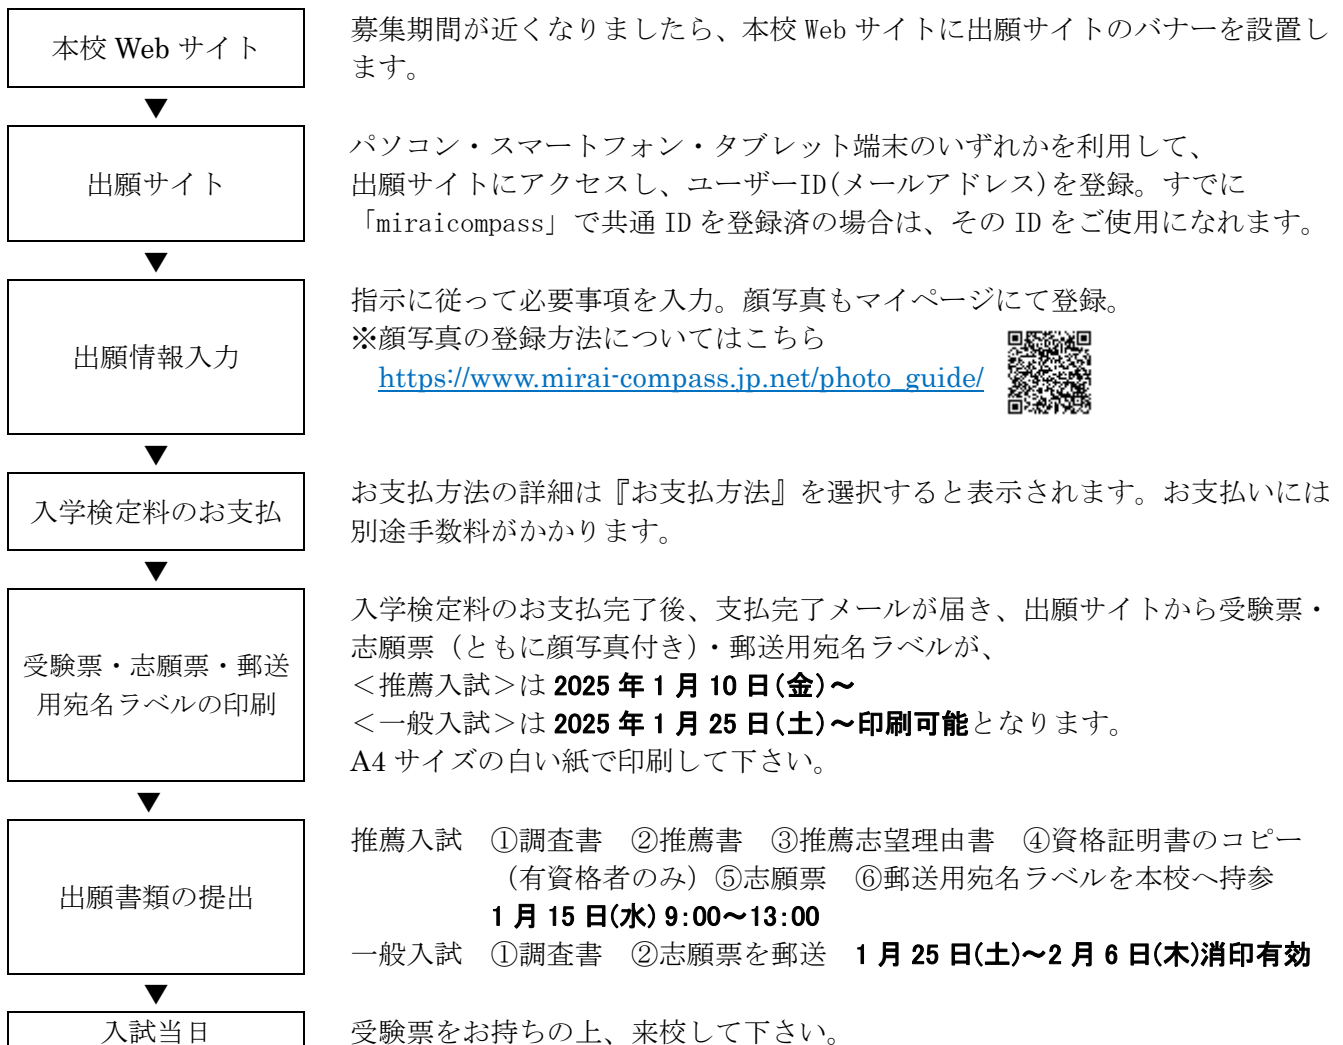 本校 Web サイト
募集期間が近くなりましたら、本校 Web サイトに出願サイトのバナーを設置し
ます。
▼
出願サイト
パソコン・スマートフォン・タブレット端末のいずれかを利用して、
出願サイトにアクセスし、ユーザーID(メールアドレス)を登録。すでに
「miraicompass」で共通 ID を登録済の場合は、その ID をご使用になれます。
▼
出願情報入力
指示に従って必要事項を入力。顔写真もマイページにて登録。
※顔写真の登録方法についてはこちら
https://www.mirai-compass.jp.net/photo_guide/
▼
入学検定料のお支払
お支払方法の詳細は『お支払方法』を選択すると表示されます。お支払いには
別途手数料がかかります。
▼
受験票・志願票・郵送
用宛名ラベルの印刷
入学検定料のお支払完了後、支払完了メールが届き、出願サイトから受験票・
志願票（ともに顔写真付き）・郵送用宛名ラベルが、
＜推薦入試＞は 2025 年 1 月 10 日（金）～
＜一般入試＞は 2025 年 1 月 25 日（土）～印刷可能となります。
A4 サイズの白い紙で印刷して下さい。
▼
出願書類の提出
推薦入試　①調査書　②推薦書　③推薦志望理由書　④資格証明書のコピー
（有資格者のみ）⑤志願票　⑥郵送用宛名ラベルを本校へ持参
1 月 15 日(水) 9:00～13:00
一般入試　①調査書　②志願票を郵送　1 月 25 日(土)～2 月 6 日(木)消印有効
▼
入試当日
受験票をお持ちの上、来校して下さい。